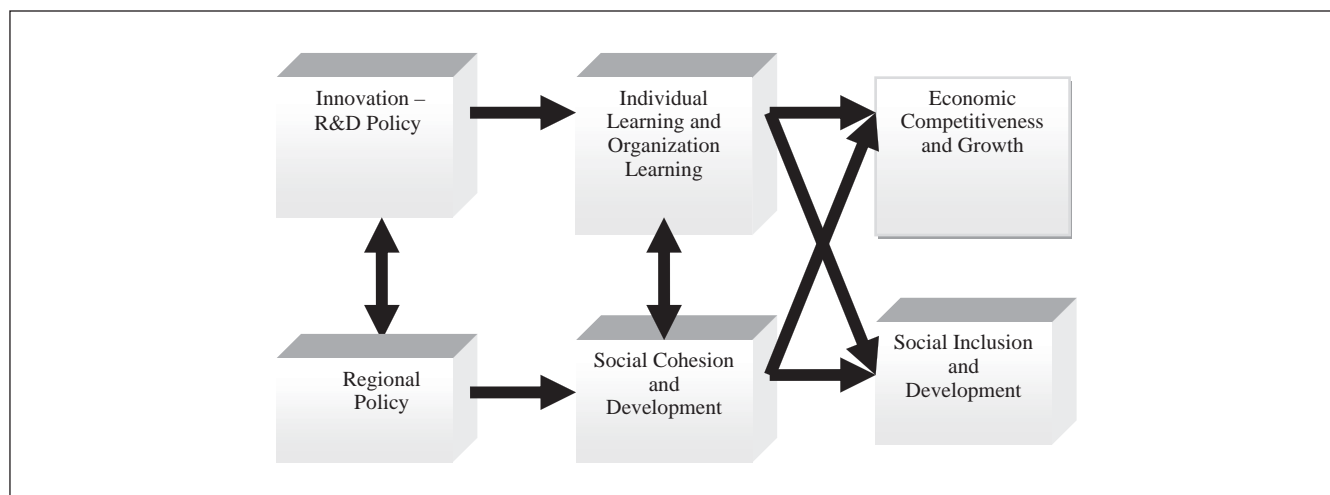 Innovation –
R&D Policy
Individual
Learning and
Organization
Learning
Economic
Competitiveness
and Growth
Regional
Policy
Social Cohesion
and
Development
Social Inclusion
and
Development